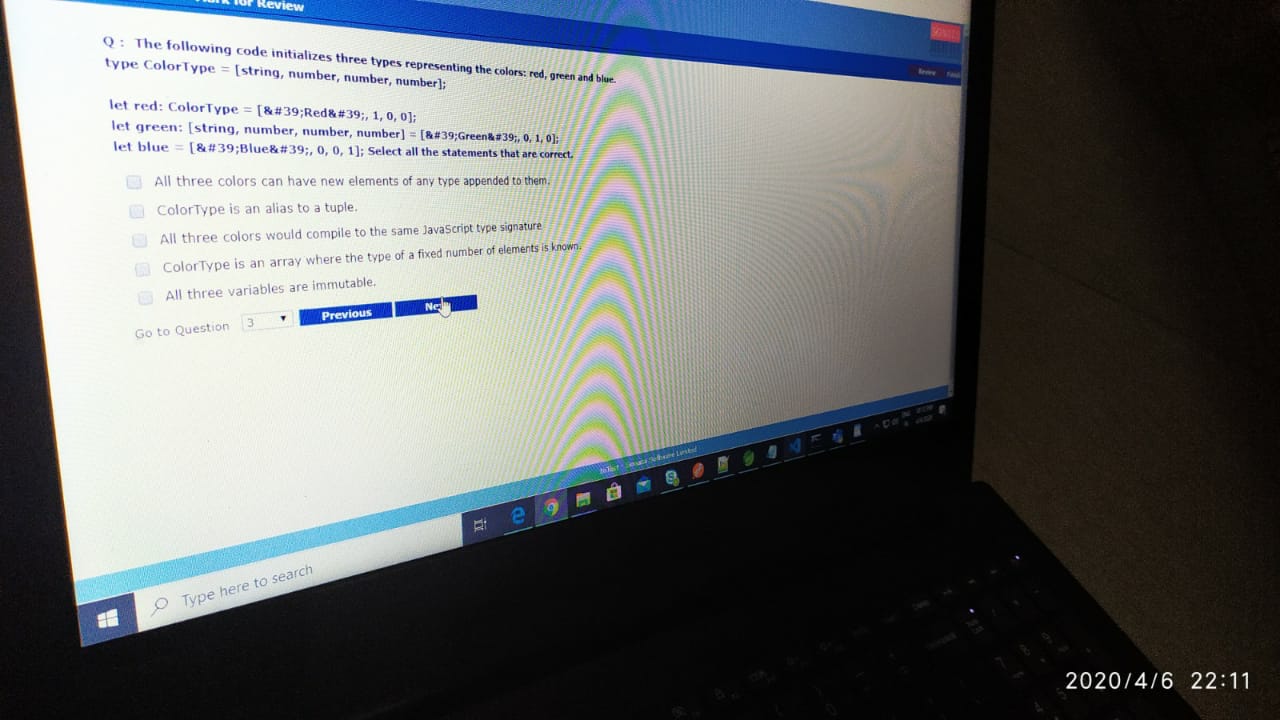 for Review
Q : The following code initializes three types representing the colors: red, green and blue.
type ColorType = [string, number, number, number];
let red: ColorType = [&#39;Red&#39;, 1, 0, 0];
let green: [string, number, number, number] = [&#39;Green&#39;, 0, 1, 0];
let blue = [&#39;Blue&#39;, 0, 0, 1]; Select all the statements that are correct.
All three colors can have new elements of any type appended to them.
ColorType is an alias to a tuple.
All three colors would compile to the same JavaScript type signature
ColorType is an array where the type of a fixed number of elements is known.
All three variables are immutable.
Go to Question 3 Previous
Review
Type here to search
2020/4/6 22:11